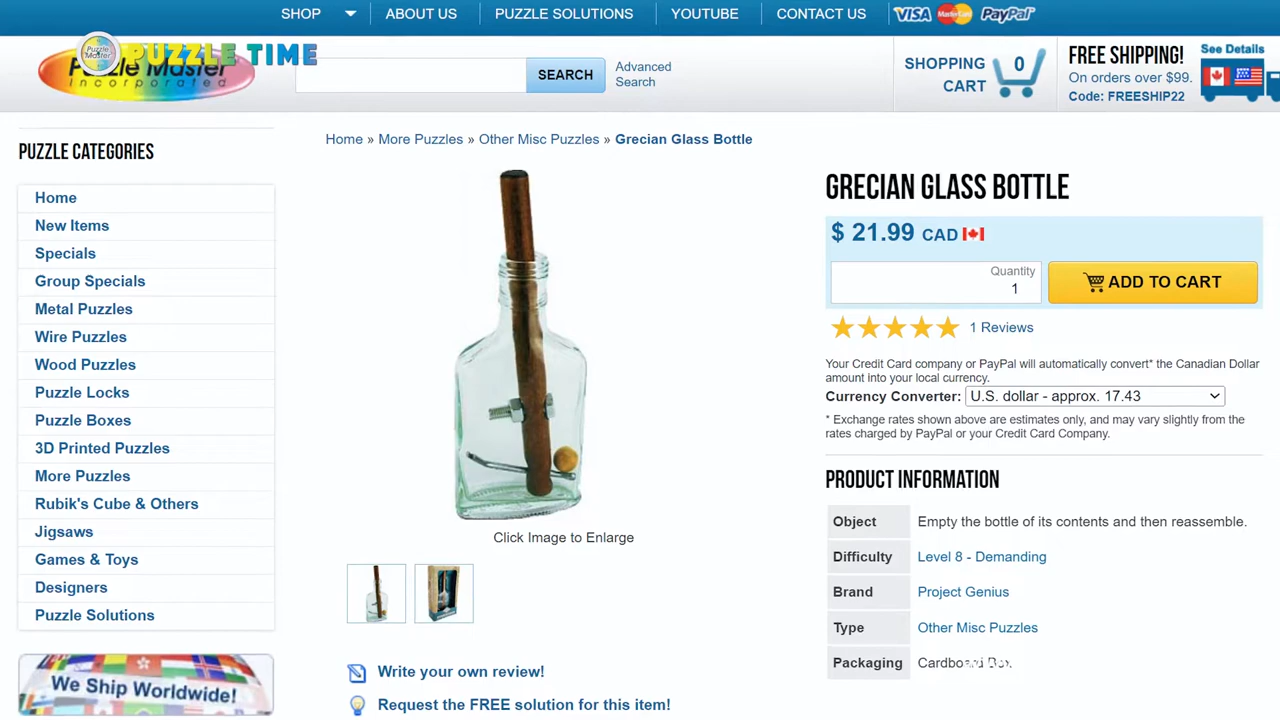 SHOP
ABOUT US
PUZZLE SOLUTIONS
YOUTUBE
CONTACT US
VISA
MasterCard
PayPal
PUZZLE TIME
Puzzle Master
Incorporated
SEARCH
Advanced
Search
SHOPPING
CART
0
FREE SHIPPING!
On orders over $99.
Code: FREESHIP22
See Details
PUZZLE CATEGORIES
Home
New Items
Specials
Group Specials
Metal Puzzles
Wire Puzzles
Wood Puzzles
Puzzle Locks
Puzzle Boxes
3D Printed Puzzles
More Puzzles
Rubik's Cube & Others
Jigsaws
Games & Toys
Designers
Puzzle Solutions
We Ship Worldwide!
Home » More Puzzles » Other Misc Puzzles » Grecian Glass Bottle
Click Image to Enlarge
Write your own review!
Request the FREE solution for this item!
GRECIAN GLASS BOTTLE
$ 21.99 CAD
Quantity
1
ADD TO CART
1 Reviews
Your Credit Card company or PayPal will automatically convert* the Canadian Dollar
amount into your local currency.
Currency Converter: U.S. dollar - approx. 17.43
* Exchange rates shown above are estimates only, and may vary slightly from the
rates charged by PayPal or your Credit Card Company.
PRODUCT INFORMATION
Object Empty the bottle of its contents and then reassemble.
Difficulty Level 8 - Demanding
Brand Project Genius
Type Other Misc Puzzles
Packaging Cardboard Box